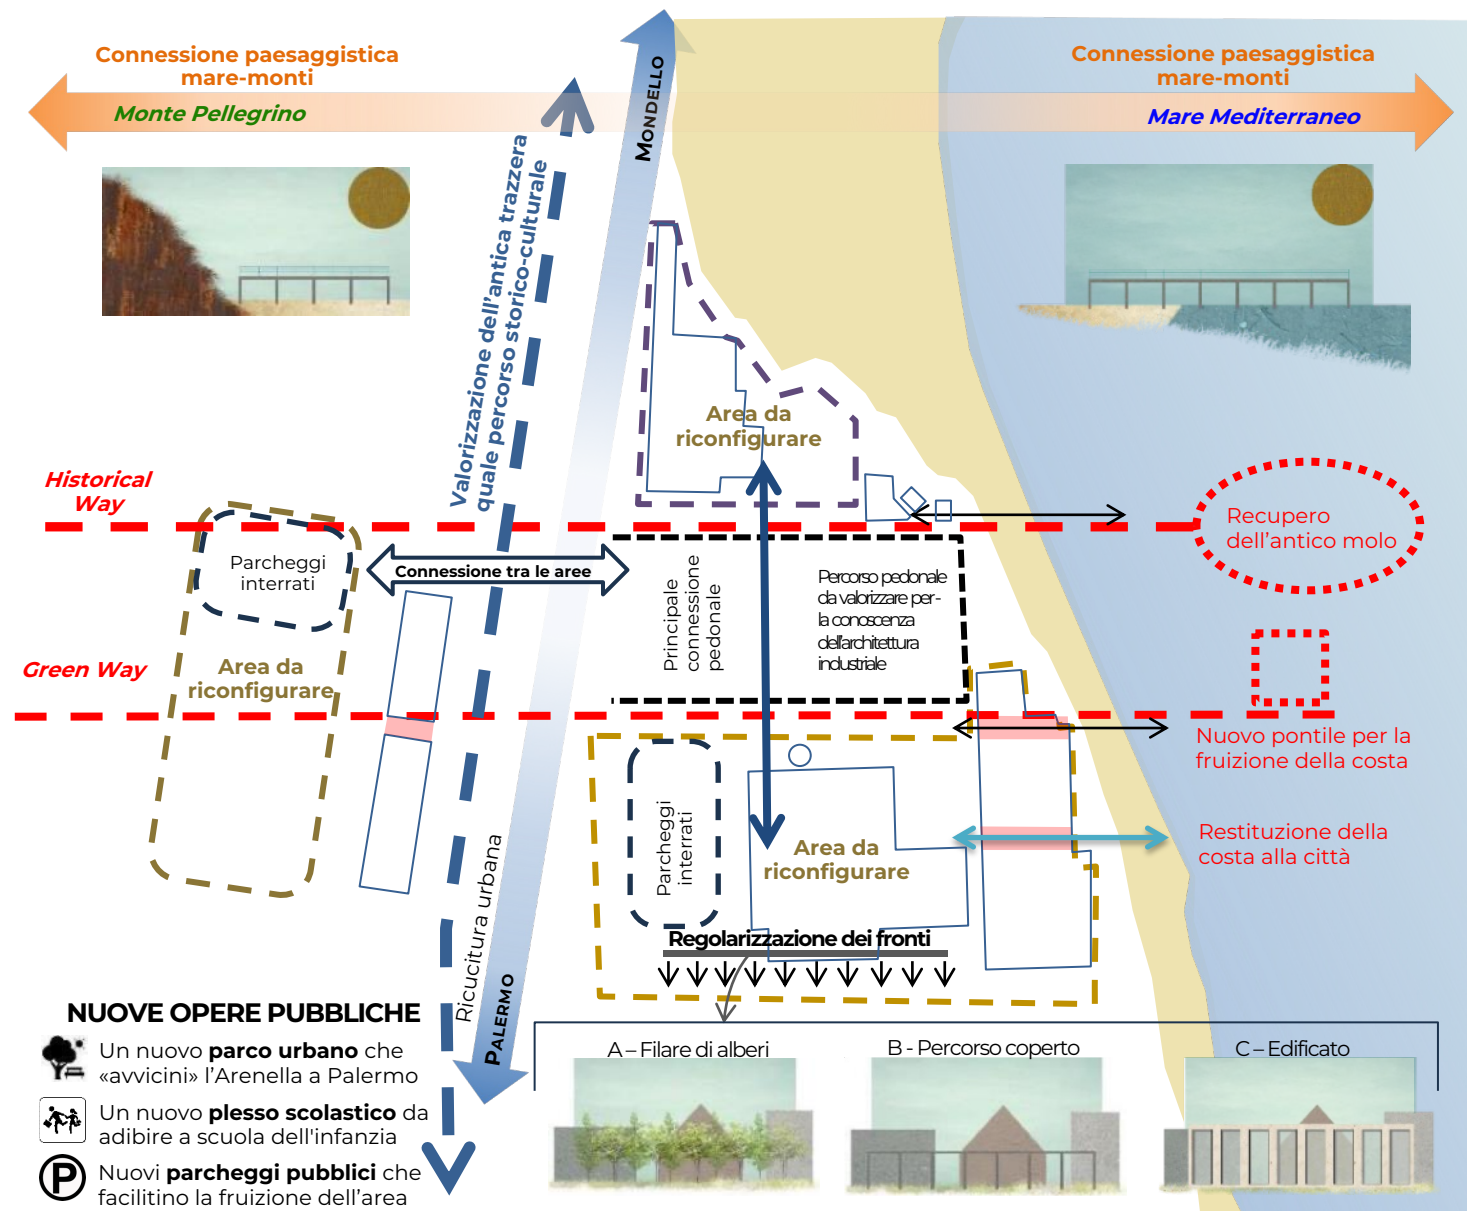 Connessione paesaggistica
mare-monti
Monte Pellegrino
Connessione paesaggistica
mare-monti
Mare Mediterraneo
MONDELLO
Valorizzazione dell'antica trazzera
quale percorso storico-culturale
Area da
riconfigurare
Historical
Way
Recupero
dell'antico molo
Parcheggi
interrati
Connessione tra le aree
Principale
connessione
pedonale
Percorso pedonale
da valorizzare per-
la conoscenza
dell'architettura
industriale
Green Way
Area da
riconfigurare
Nuovo pontile per la
fruizione della costa
Parcheggi
interrati
Area da
riconfigurare
Restituzione della
costa alla città
Ricucitura urbana
PALERMO
Regolarizzazione dei fronti
NUOVE OPERE PUBBLICHE
Un nuovo parco urbano che
«avvicini» l'Arenella a Palermo
Un nuovo plesso scolastico da
adibire a scuola dell'infanzia
P
Nuovi parcheggi pubblici che
facilitino la fruizione dell'area
A – Filare di alberi
B - Percorso coperto
C – Edificato